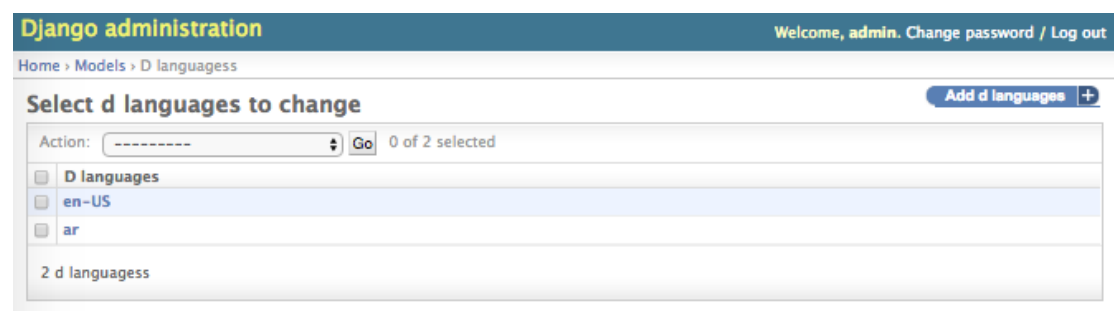 Django administration
Welcome, admin. Change password / Log out
Home › Models › D languagess
Select d languages to change
Add d languages +
Action: --------- Go 0 of 2 selected
D languages
en-US
ar
2 d languagess